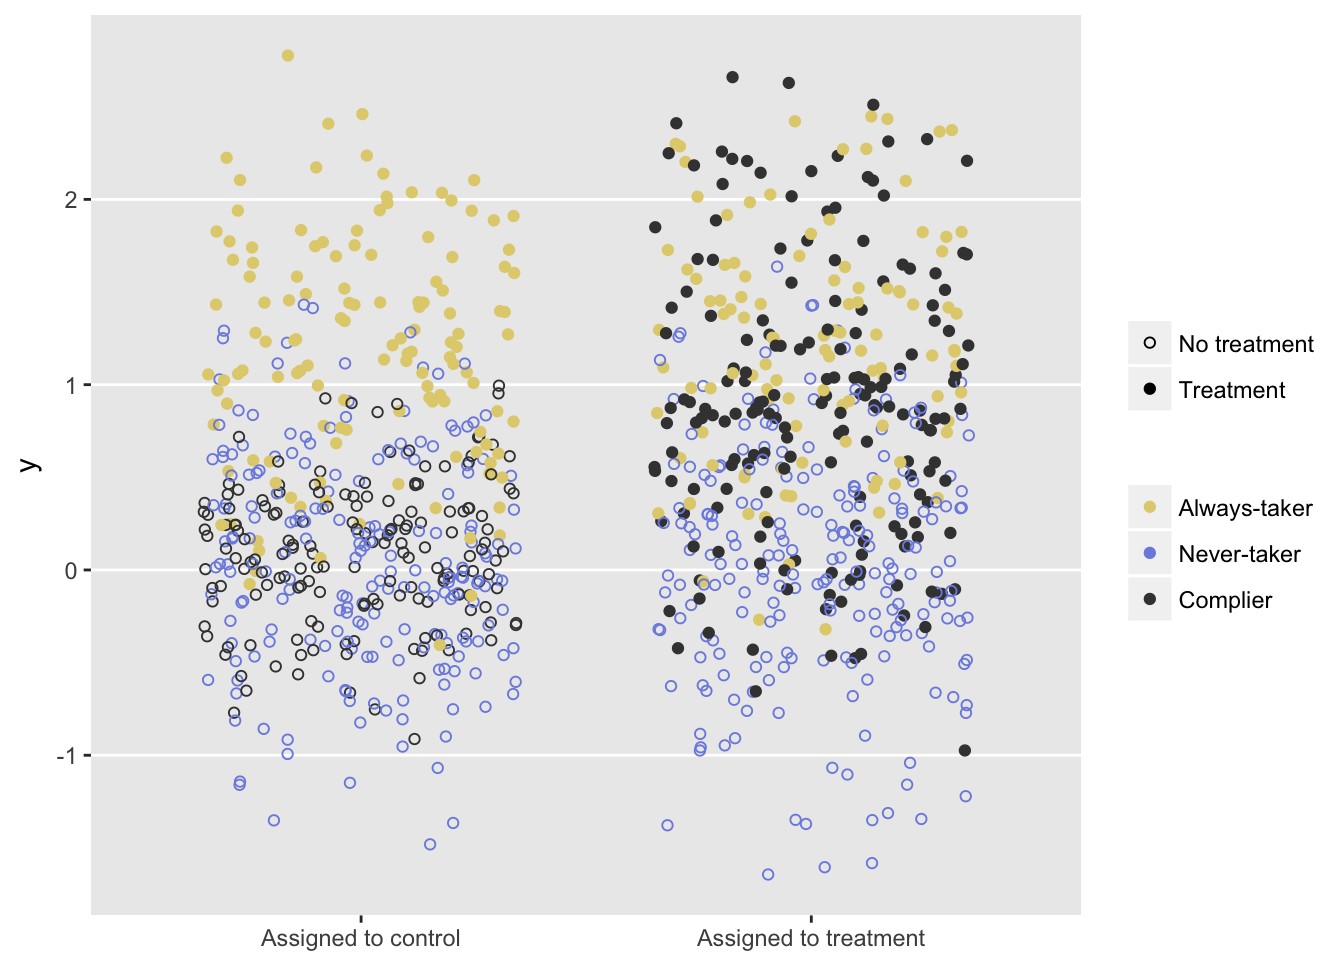 y
2
1
0
-1
Assigned to control
Assigned to treatment
No treatment
Treatment
Always-taker
Never-taker
Complier